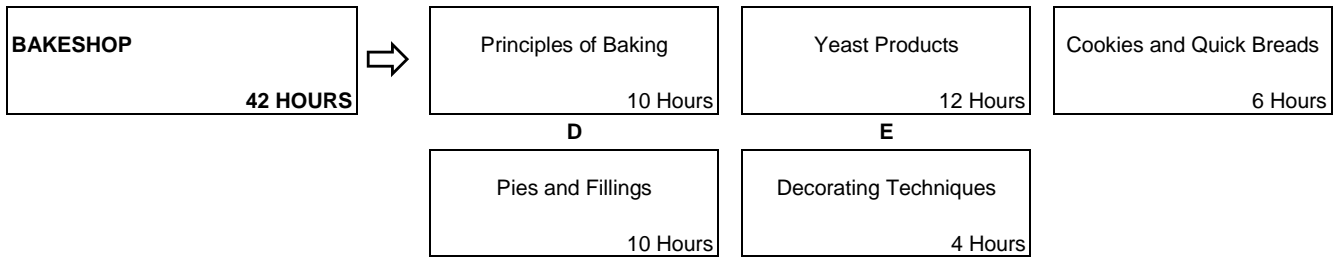 BAKESHOP
42 HOURS
Principles of Baking
10 Hours
Yeast Products
12 Hours
Cookies and Quick Breads
6 Hours
D
E
Pies and Fillings
10 Hours
Decorating Techniques
4 Hours